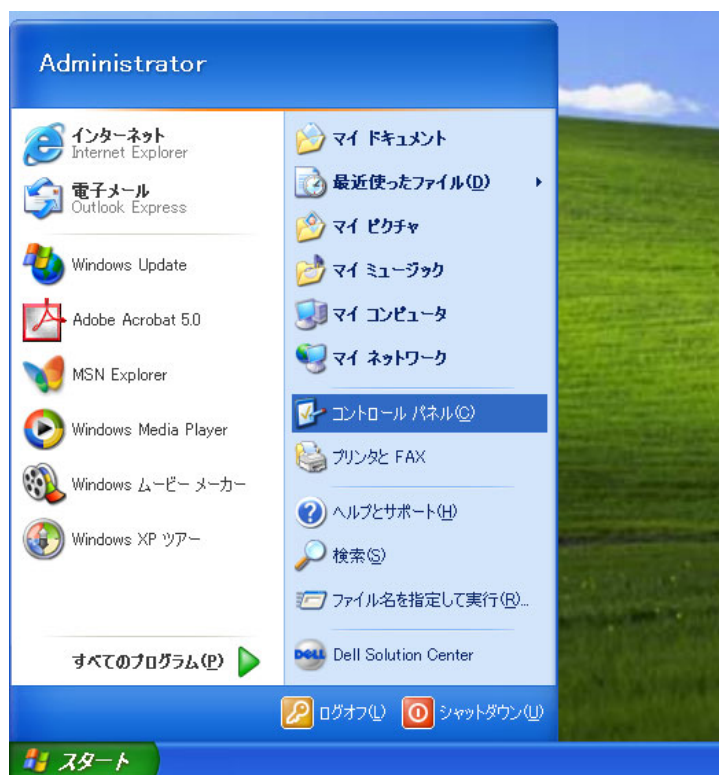 Administrator
インターネット
Internet Explorer
電子メール
Outlook Express
Windows Update
Adobe Acrobat 5.0
MSN Explorer
Windows Media Player
Windows ムービー メーカー
Windows XP ツアー
すべてのプログラム(P)
マイ ドキュメント
最近使ったファイル(D)
マイ ピクチャ
マイ ミュージック
マイ コンピュータ
マイ ネットワーク
コントロール パネル(C)
プリンタと FAX
ヘルプとサポート(H)
検索(S)
ファイル名を指定して実行(R)...
DELL Dell Solution Center
ログオフ(L) シャットダウン(U)
スタート